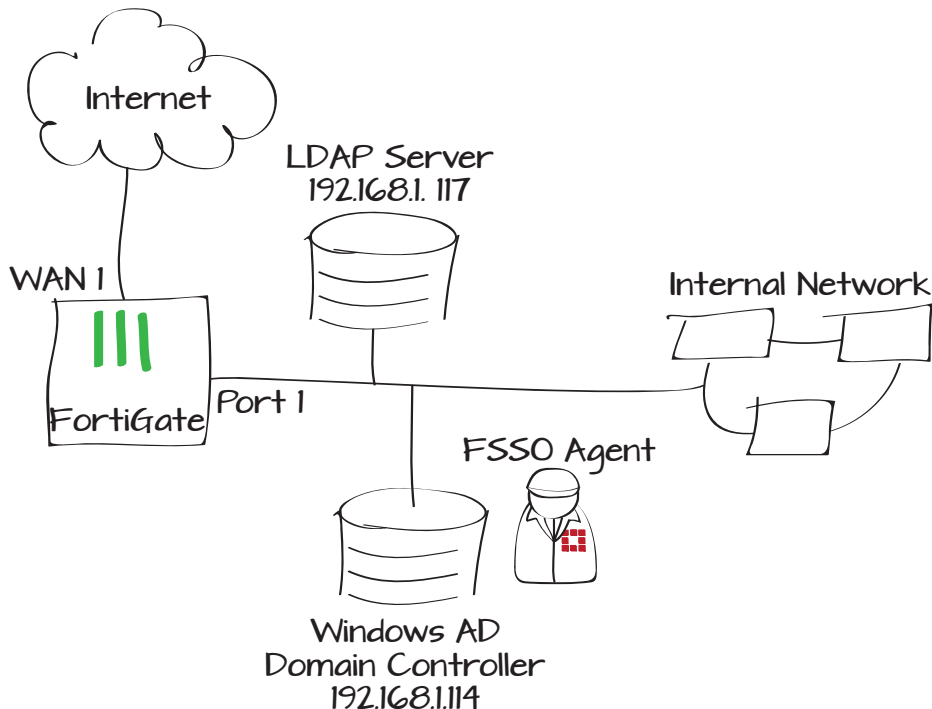 Internet
LDAP Server
192.168.1. 117
WAN 1
Internal Network
FortiGate
Port 1
FSSO Agent
Windows AD
Domain Controller
192.168.1.114